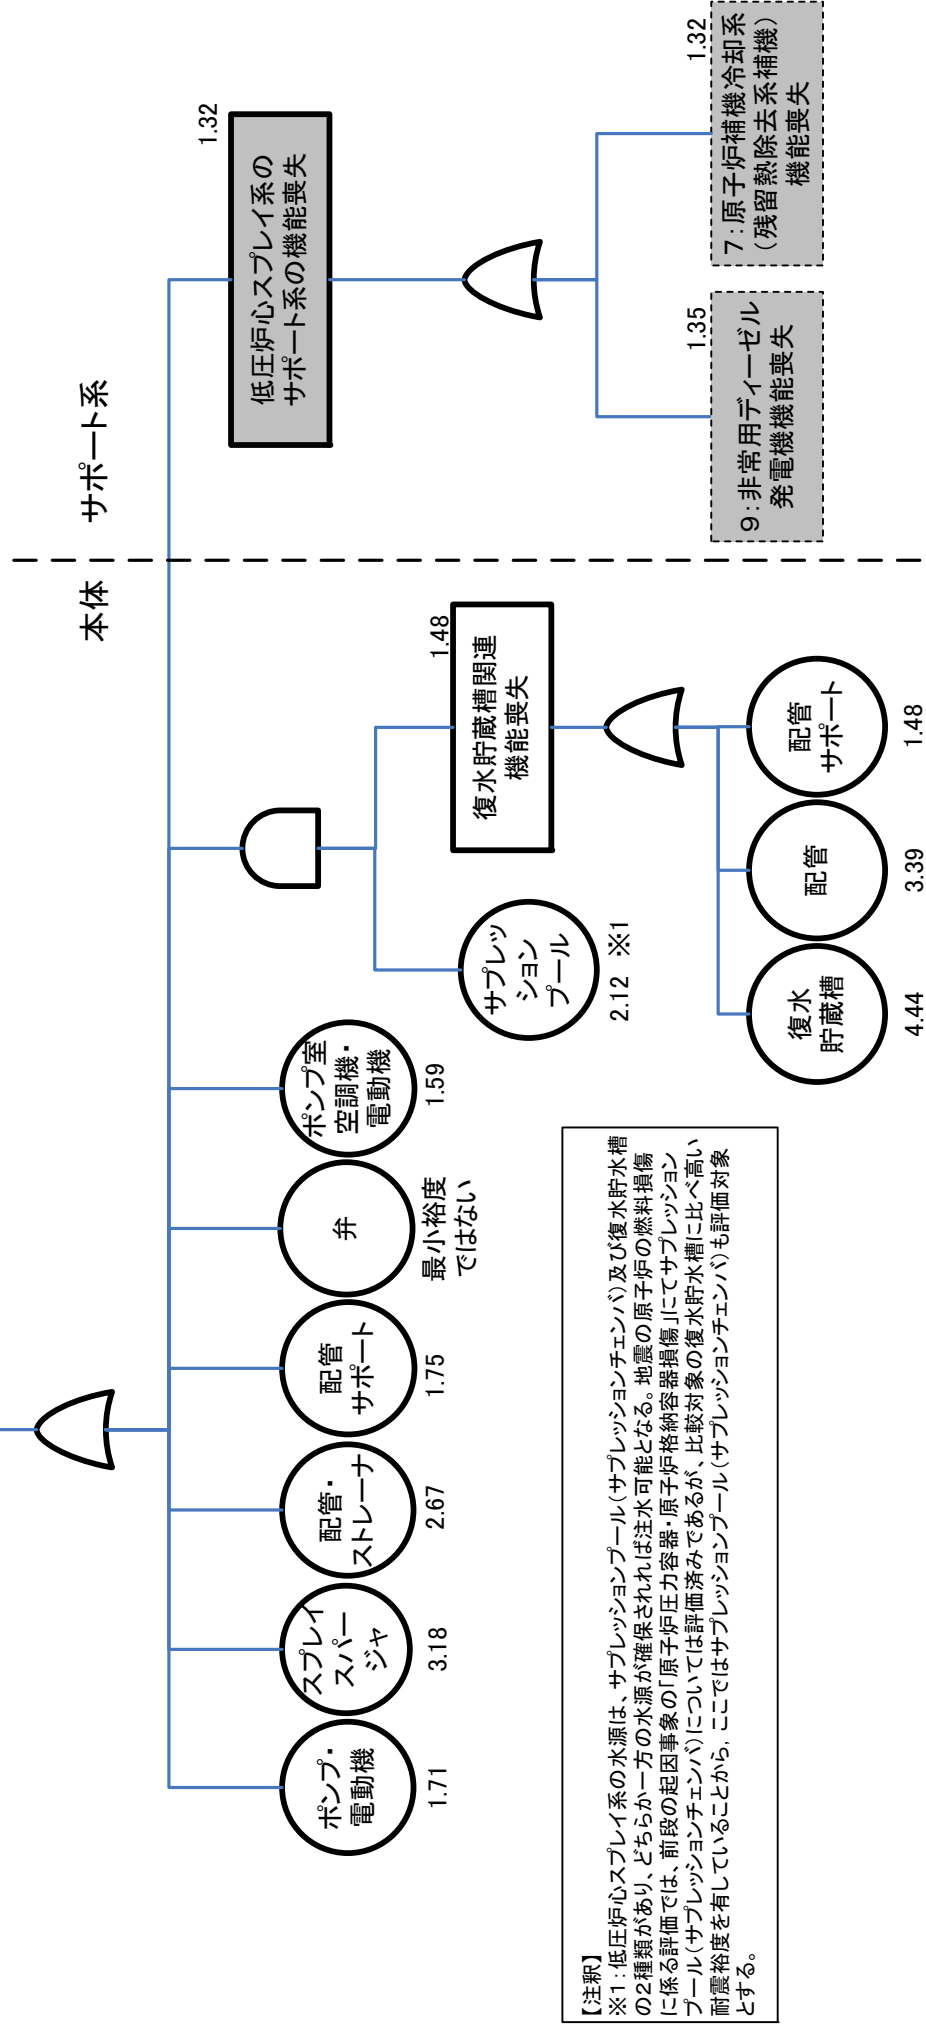 本体
サポート系
ポンプ・
電動機
1.71
スプレイ
スパー
ジャ
3.18
配管・
ストレーナ
2.67
配管
サポート
1.75
弁
最小裕度
ではない
ポンプ室
空調機・
電動機
1.59
サプレッ
ション
プール
2.12 ※1
1.48
復水貯蔵槽関連
機能喪失
復水
貯蔵槽
4.44
配管
3.39
配管
サポート
1.48
1.32
低圧炉心スプレイ系の
サポート系の機能喪失
1.35
9:非常用ディーゼル
発電機機能喪失
1.32
7:原子炉補機冷却系
(残留熱除去系補機)
機能喪失
【注釈】
※1:低圧炉心スプレイ系の水源は、サプレッションプール(サプレッションチェンバ)及び復水貯水槽
の2種類があり、どちらか一方の水源が確保されれば注水可能となる。地震の原子炉の燃料損傷
に係る評価では、前段の起因事象の「原子炉圧力容器・原子炉格納容器損傷」にてサプレッション
プール(サプレッションチェンバ)については評価済みであるが、比較対象の復水貯水槽に比べ高い
耐震裕度を有していることから, ここではサプレッションプール(サプレッションチェンバ)も評価対象
とする。